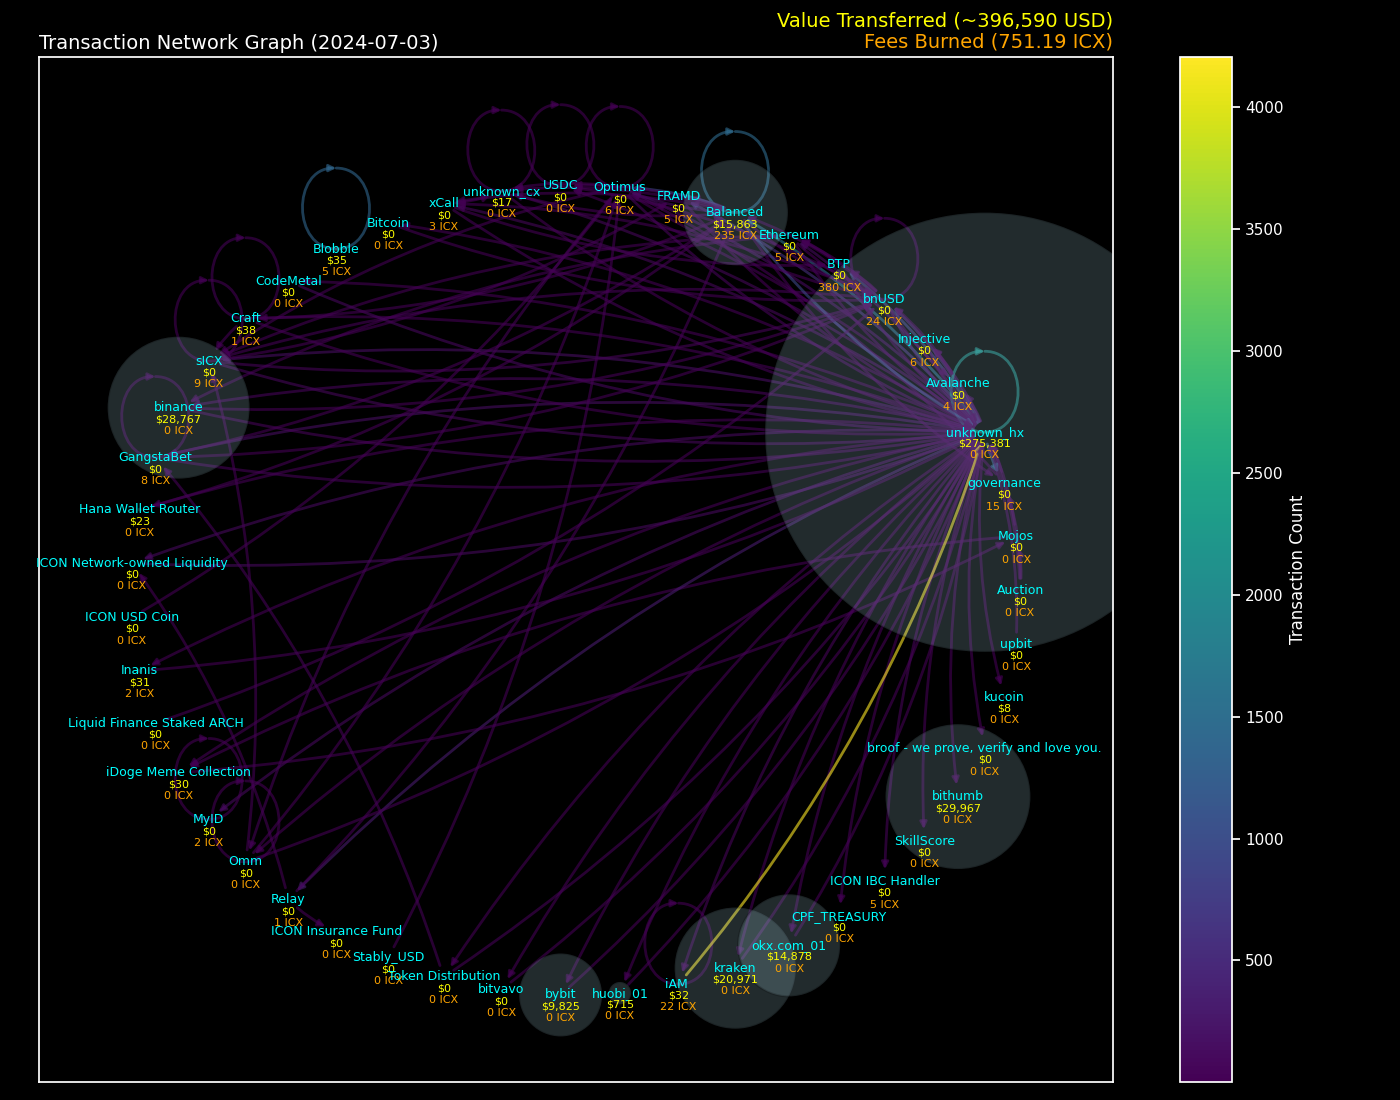 Value Transferred (~396,590 USD)
Transaction Network Graph (2024-07-03)
Fees Burned (751.19 ICX)
USDC
$0
0 ICX
Optimus
$0
6 ICX
unknown_cx
$17
0 ICX
FRAMD
$0
5 ICX
xCall
$0
3 ICX
Balanced
$15,863
235 ICX
Bitcoin
$0
0 ICX
Ethereum
$0
5 ICX
Blobble
$35
5 ICX
BTP
$0
380 ICX
CodeMetal
$0
0 ICX
bnUSD
$0
24 ICX
Craft
$38
1 ICX
Injective
$0
6 ICX
sICX
$0
9 ICX
Avalanche
$0
4 ICX
binance
$28,767
0 ICX
unknown_hx
$275,381
0 ICX
GangstaBet
$0
8 ICX
governance
$0
15 ICX
Hana Wallet Router
$23
0 ICX
Mojos
$0
0 ICX
ICON Network-owned Liquidity
$0
0 ICX
Auction
$0
0 ICX
ICON USD Coin
$0
0 ICX
upbit
$0
0 ICX
Inanis
$31
2 ICX
kucoin
$8
0 ICX
Liquid Finance Staked ARCH
$0
0 ICX
broof - we prove, verify and love you.
$0
0 ICX
iDoge Meme Collection
$30
0 ICX
bithumb
$29,967
0 ICX
MyID
$0
2 ICX
SkillScore
$0
0 ICX
Omm
$0
0 ICX
ICON IBC Handler
$0
5 ICX
Relay
$0
1 ICX
CPF_TREASURY
$0
0 ICX
ICON Insurance Fund
$0
0 ICX
okx.com_01
$14,878
0 ICX
Stably_USD
$0
0 ICX
kraken
$20,971
0 ICX
Token Distribution
$0
0 ICX
iAM
$32
22 ICX
bitvavo
$0
0 ICX
bybit
$9,825
0 ICX
huobi_01
$715
0 ICX
4000
3500
3000
2500
2000
1500
1000
500
Transaction Count